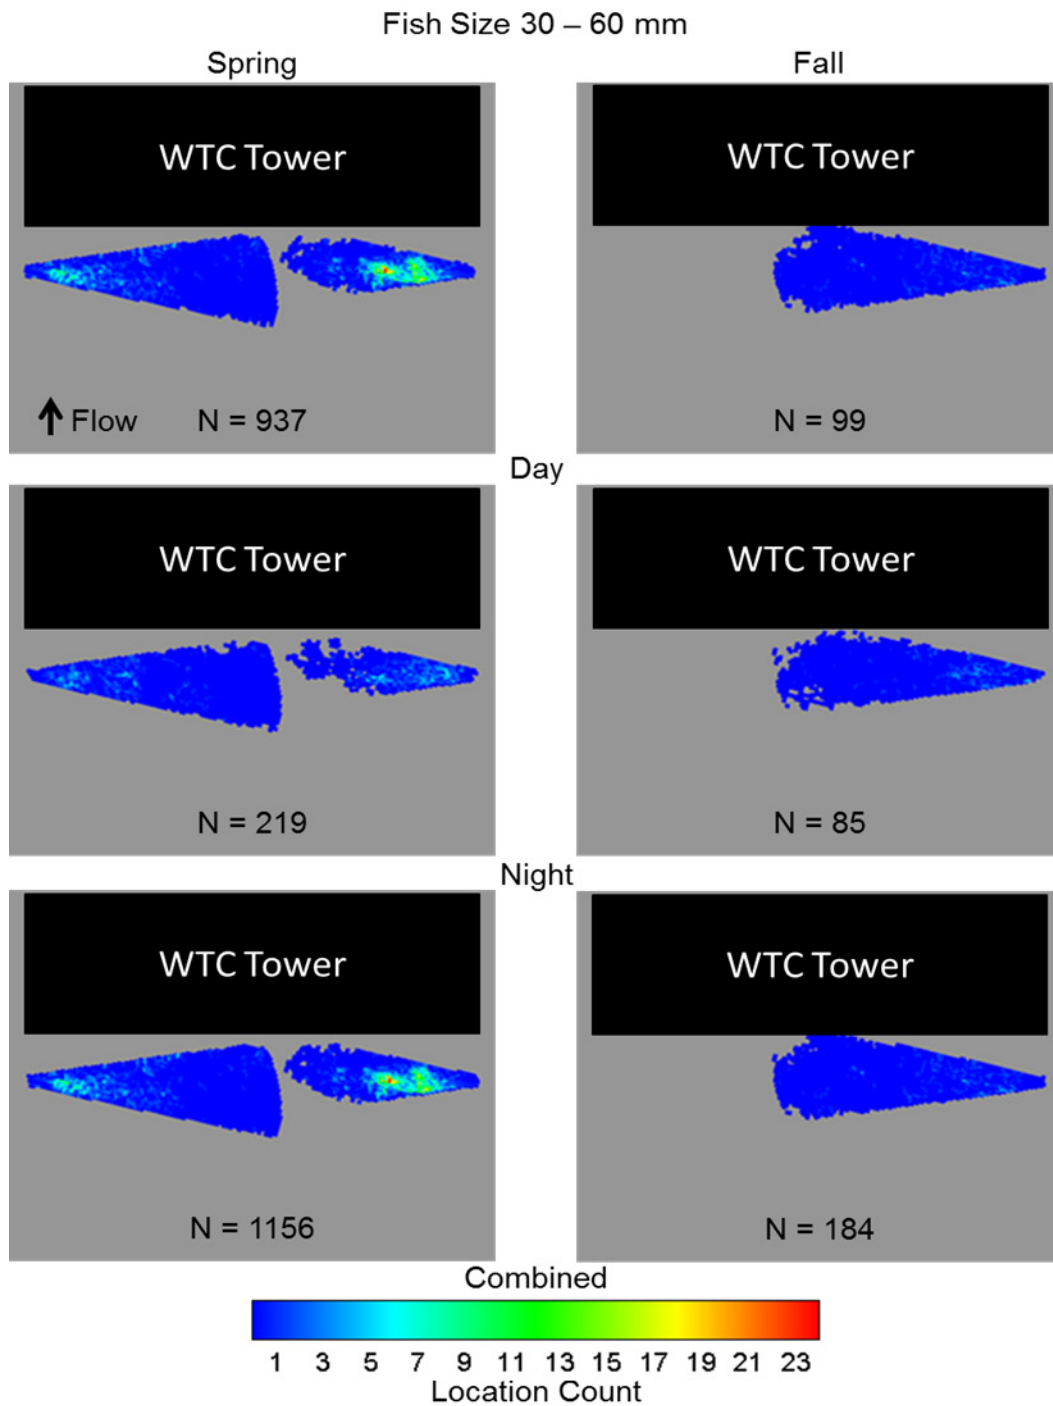 Fish Size 30 – 60 mm
Spring Fall
WTC Tower WTC Tower
Flow N = 937 N = 99
Day
WTC Tower WTC Tower
N = 219 N = 85
Night
WTC Tower WTC Tower
N = 1156 N = 184
Combined
1 3 5 7 9 11 13 15 17 19 21 23
Location Count